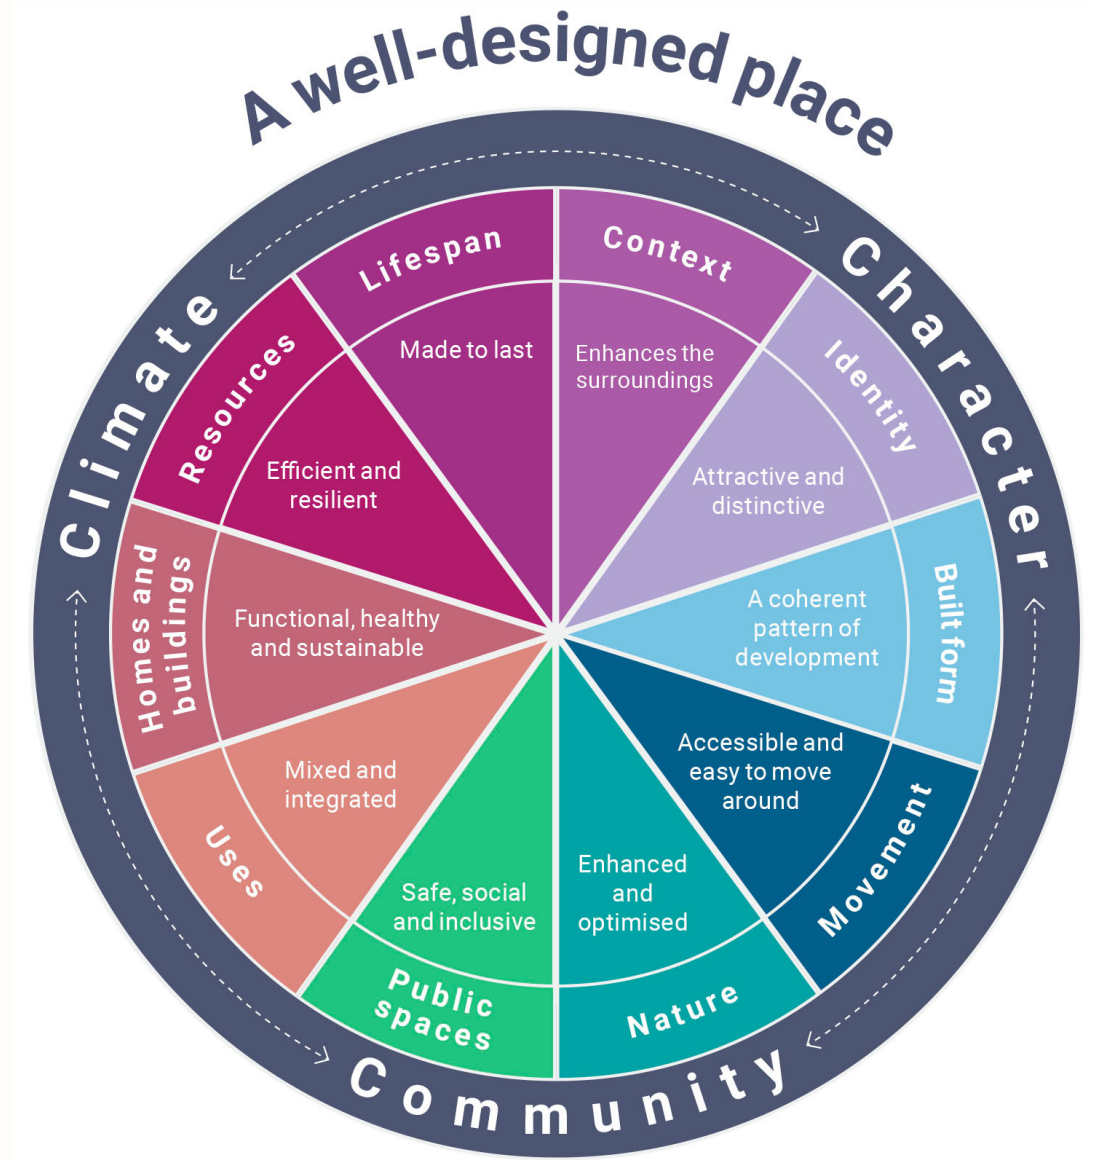 A well-designed place
Climate
Character
Community
Context
Enhances the
surroundings
Identity
Attractive and
distinctive
Built form
A coherent
pattern of
development
Movement
Accessible and
easy to move
around
Nature
Enhanced
and
optimised
Public
spaces
Safe, social
and inclusive
Uses
Mixed and
integrated
Homes and
buildings
Functional, healthy
and sustainable
Resources
Efficient and
resilient
Lifespan
Made to last